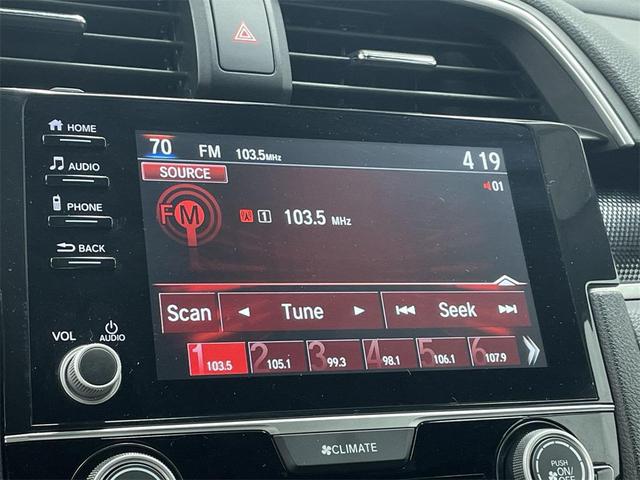 HOME
AUDIO
PHONE
BACK
VOL
AUDIO
70 FM 103.5MHz 4 19
SOURCE
01
FM
1 103.5 MHz
Scan Tune Seek
1 103.5 2 105.1 3 99.3 4 98.1 5 106.1 6 107.9
CLIMATE
PUSH
ON/
OFF